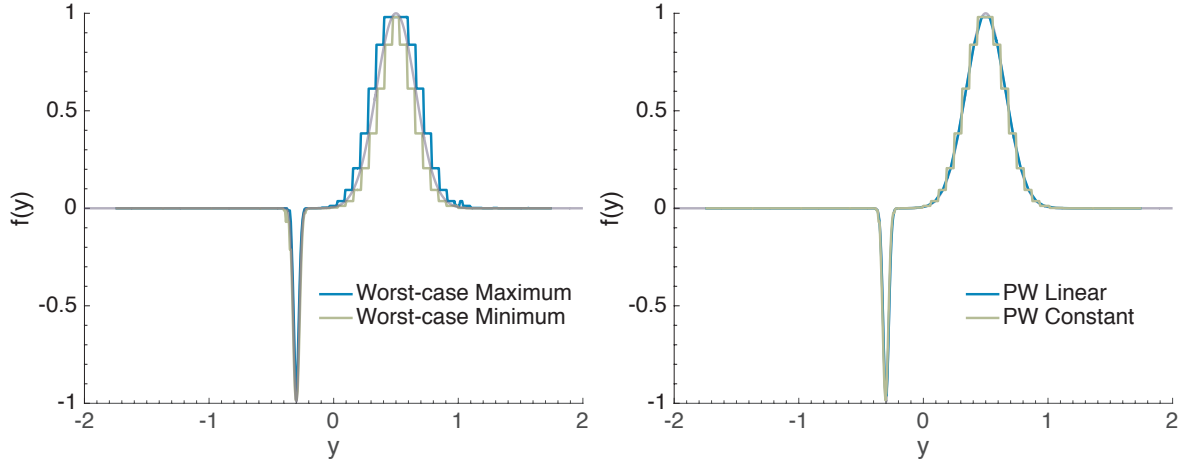 1
0.5
0
-0.5
-1
f(y)
-2
-1
0
1
2
y
Worst-case Maximum
Worst-case Minimum
1
0.5
0
-0.5
-1
f(y)
-2
-1
0
1
2
y
PW Linear
PW Constant